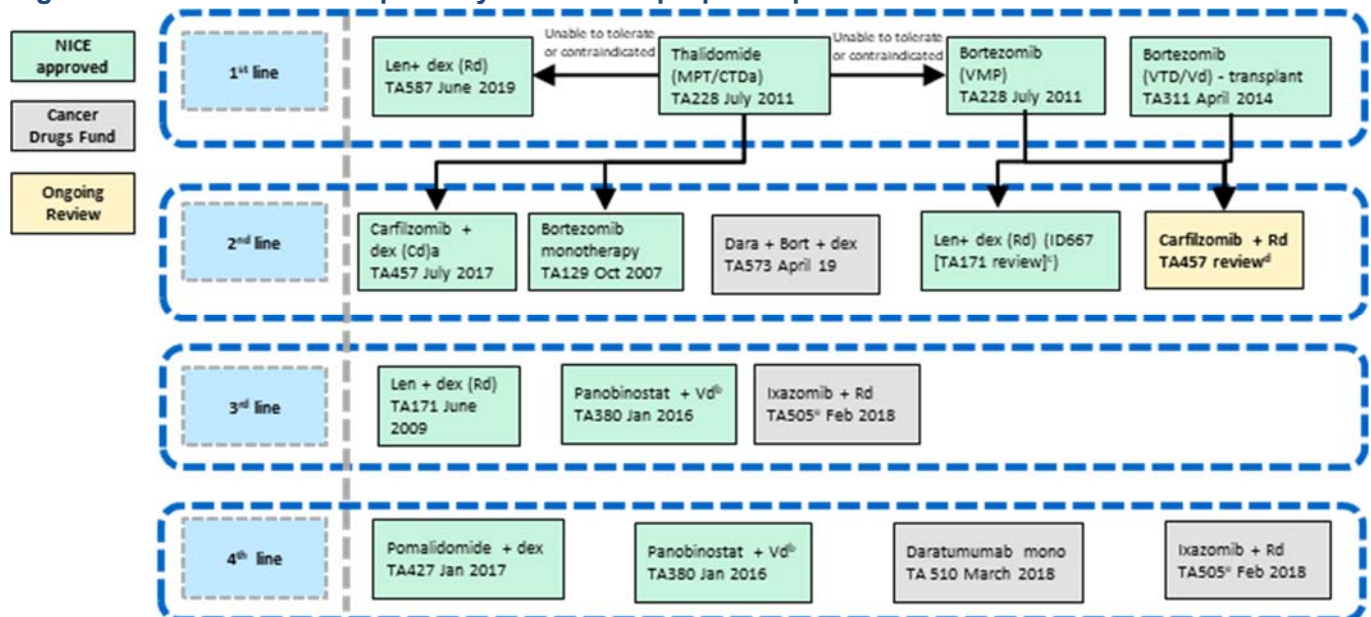 NICE
approved
Cancer
Drugs Fund
Ongoing
Review
1st line
Len+ dex (Rd)
TA587 June 2019
Unable to tolerate
or contraindicated
Thalidomide
(MPT/CTDa)
TA228 July 2011
Unable to tolerate
or contraindicated
Bortezomib
(VMP)
TA228 July 2011
Bortezomib
(VTD/Vd) - transplant
TA311 April 2014
2nd line
Carfilzomib +
dex (Cd)a
TA457 July 2017
Bortezomib
monotherapy
TA129 Oct 2007
Dara + Bort + dex
TA573 April 19
Len+ dex (Rd) (ID667
[TA171 review]c)
Carfilzomib + Rd
TA457 reviewd
3rd line
Len + dex (Rd)
TA171 June
2009
Panobinostat + Vdb
TA380 Jan 2016
Ixazomib + Rd
TA505e Feb 2018
4th line
Pomalidomide + dex
TA427 Jan 2017
Panobinostat + Vdb
TA380 Jan 2016
Daratumumab mono
TA 510 March 2018
Ixazomib + Rd
TA505e Feb 2018